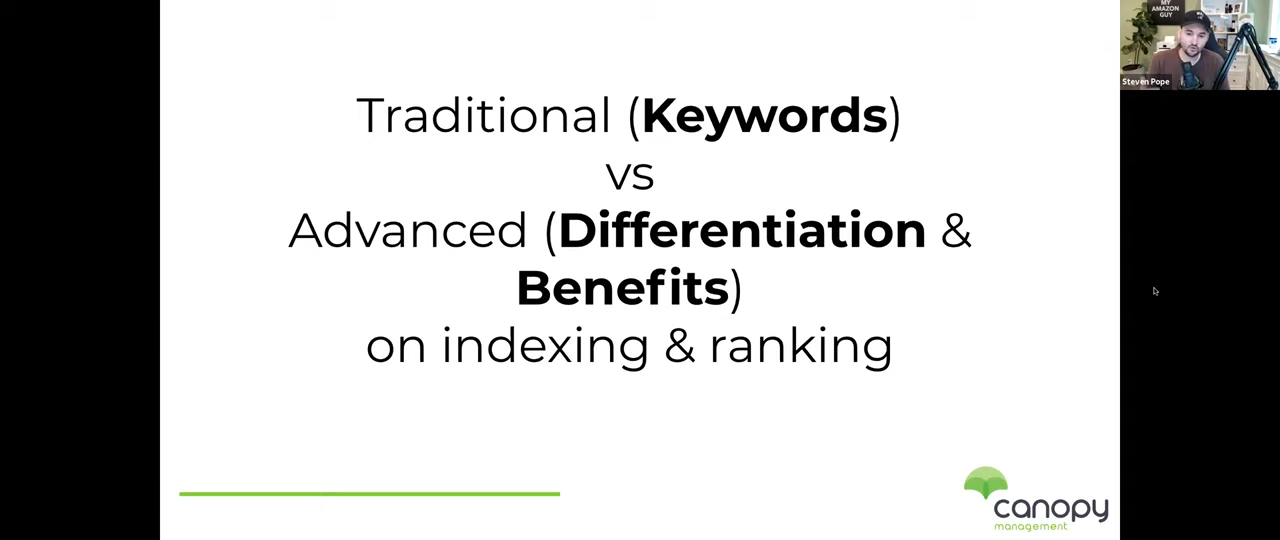 MY
AMAZON
GUY
Steven Pope
Traditional (Keywords)
vs
Advanced (Differentiation &
Benefits)
on indexing & ranking
canopy
management